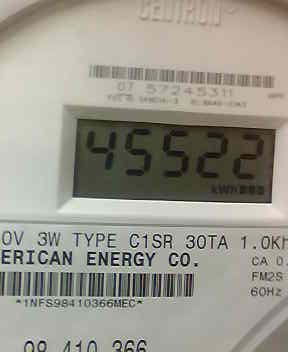 CENTRON
07 57245311
45522
kWh
0V 3W TYPE C1SR 30TA 1.0Kh
ERICAN ENERGY CO.
CA 0.
FM2S
60Hz
*1NFS98410366MEC*
98 410 366